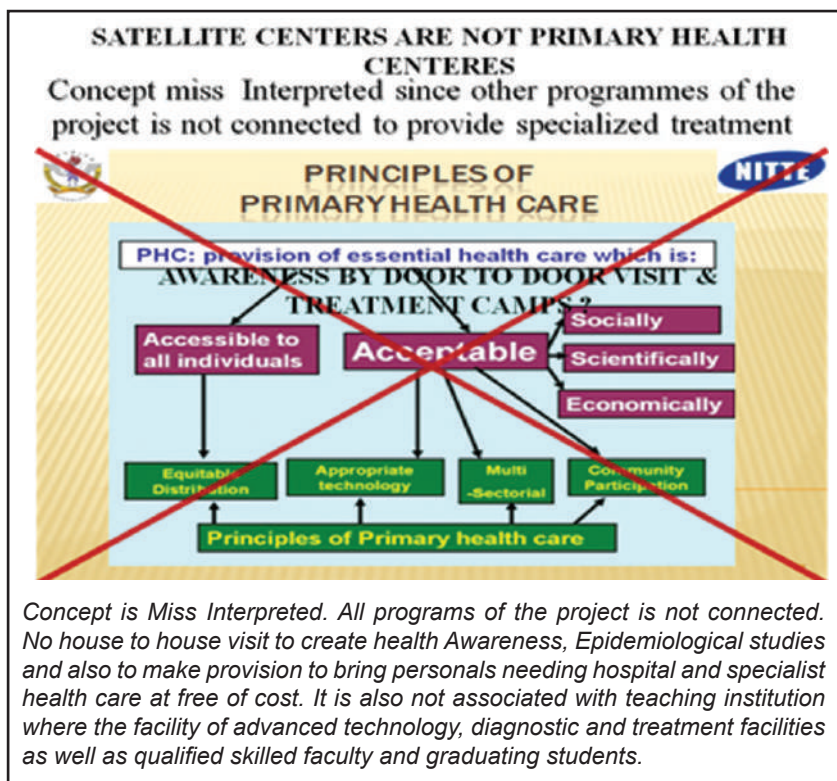 SATELLITE CENTERS ARE NOT PRIMARY HEALTH
CENTERES
Concept miss Interpreted since other programmes of the
project is not connected to provide specialized treatment
NITTE
PRINCIPLES OF
PRIMARY HEALTH CARE
PHC: provision of essential health care which is:
AWARENESS BY DOOR TO DOOR VISIT &
TREATMENT CAMPS ?
Accessible to
all individuals
Acceptable
Socially
Scientifically
Economically
Equitable
Distribution
Appropriate
technology
Multi
-Sectorial
Community
Participation
Principles of Primary health care
Concept is Miss Interpreted. All programs of the project is not connected.
No house to house visit to create health Awareness, Epidemiological studies
and also to make provision to bring personals needing hospital and specialist
health care at free of cost. It is also not associated with teaching institution
where the facility of advanced technology, diagnostic and treatment facilities
as well as qualified skilled faculty and graduating students.